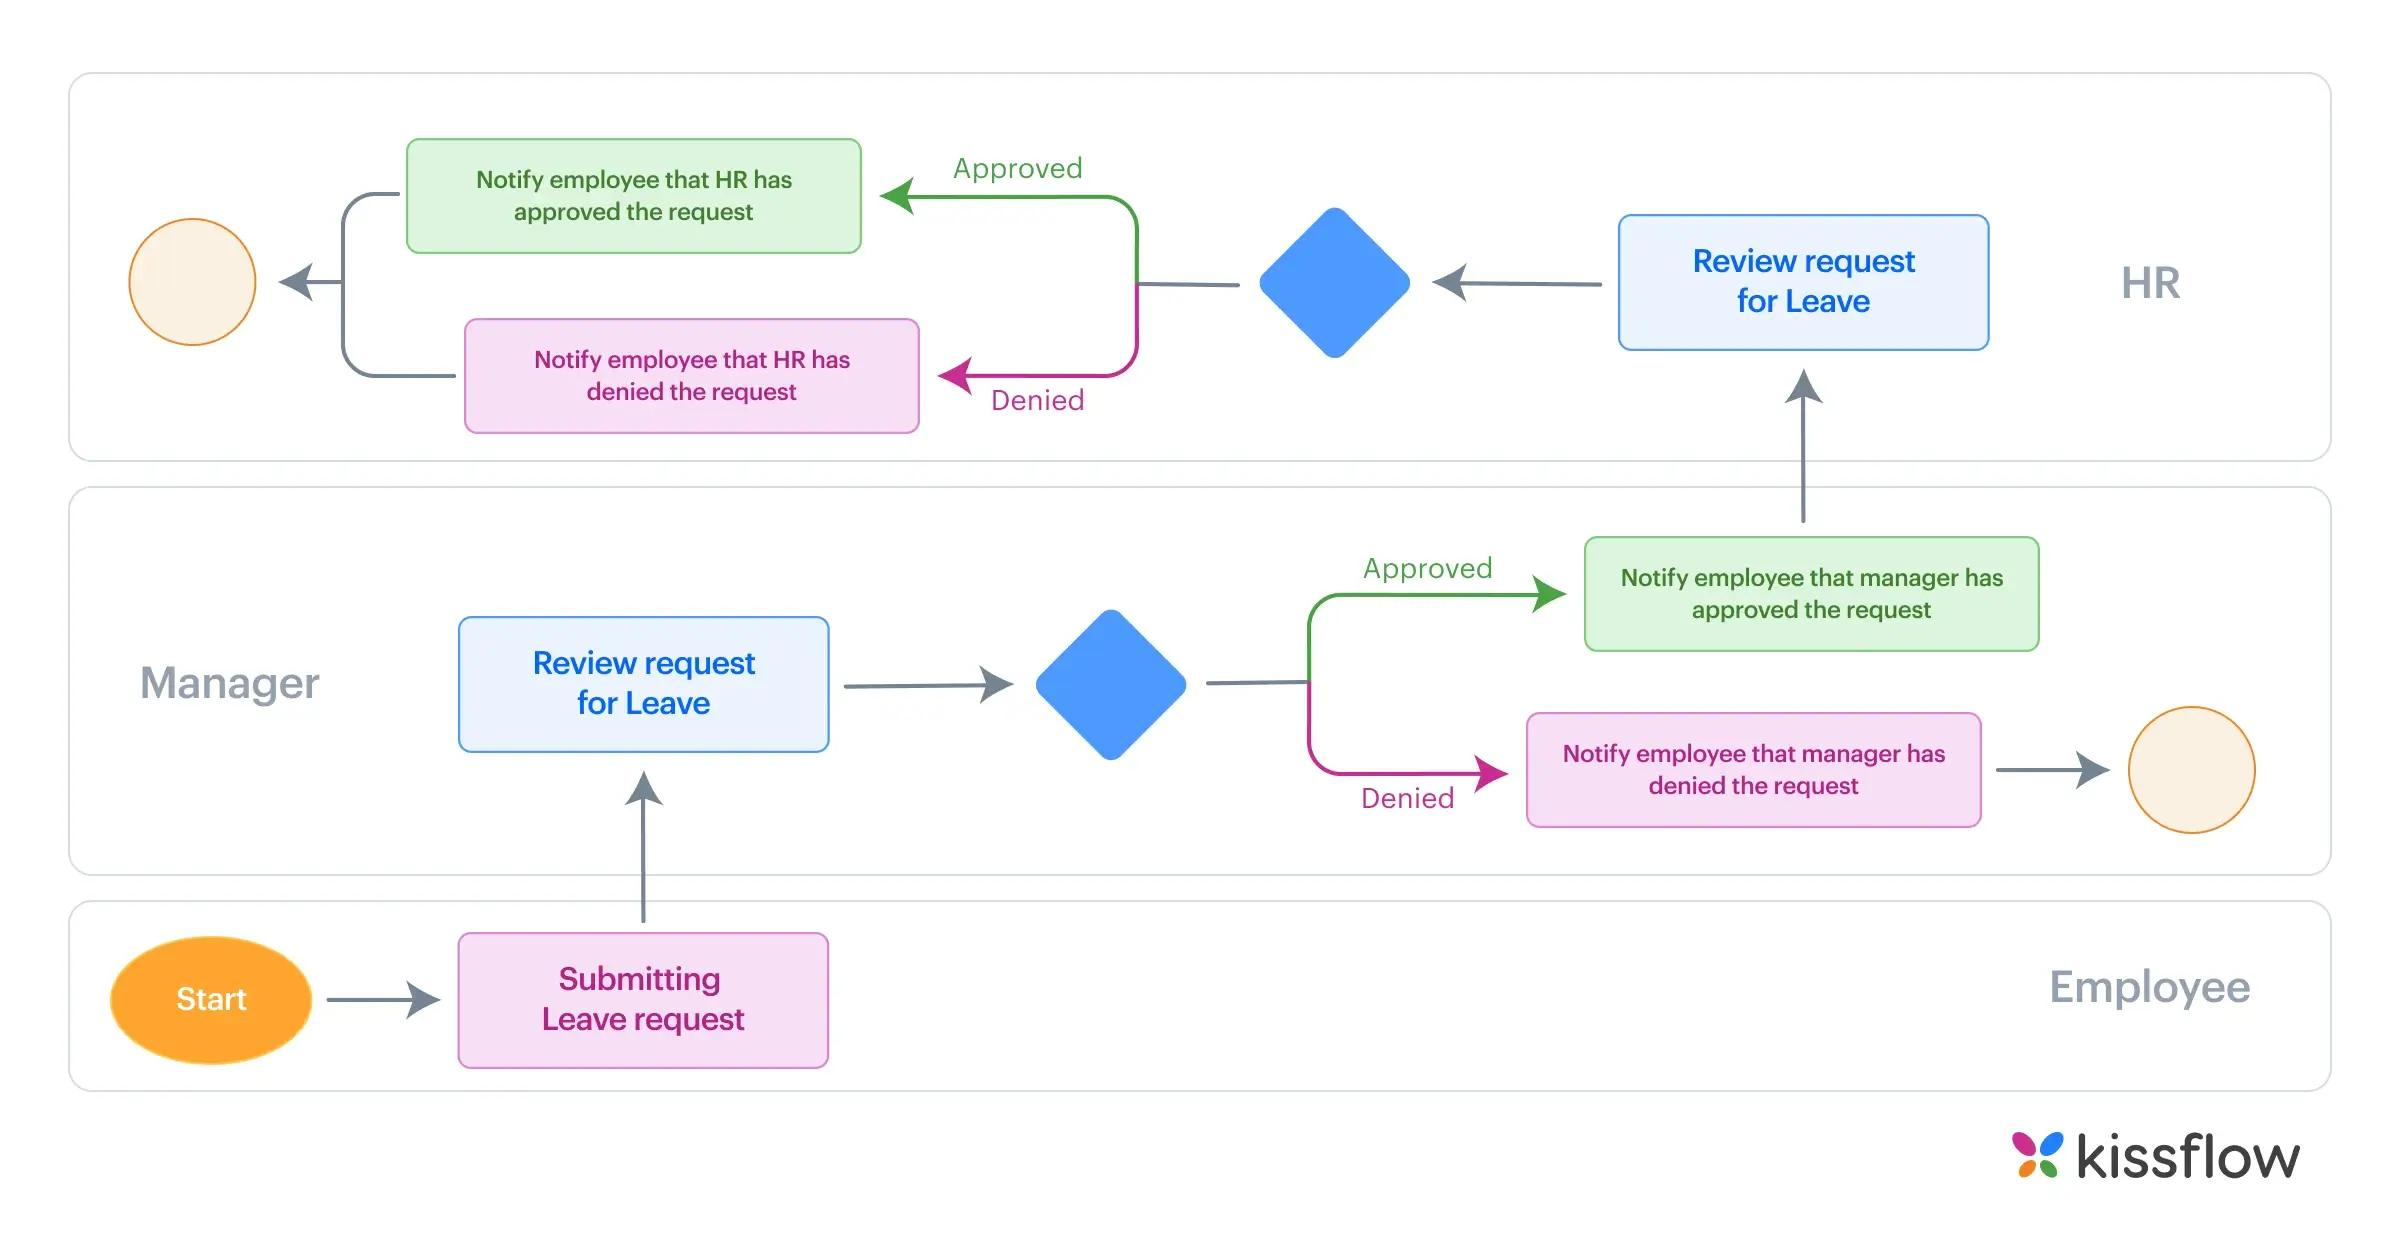 Notify employee that HR has
approved the request
Approved
Review request
for Leave
HR
Notify employee that HR has
denied the request
Denied
Manager
Review request
for Leave
Approved
Notify employee that manager has
approved the request
Denied
Notify employee that manager has
denied the request
Start
Submitting
Leave request
Employee
kissflow